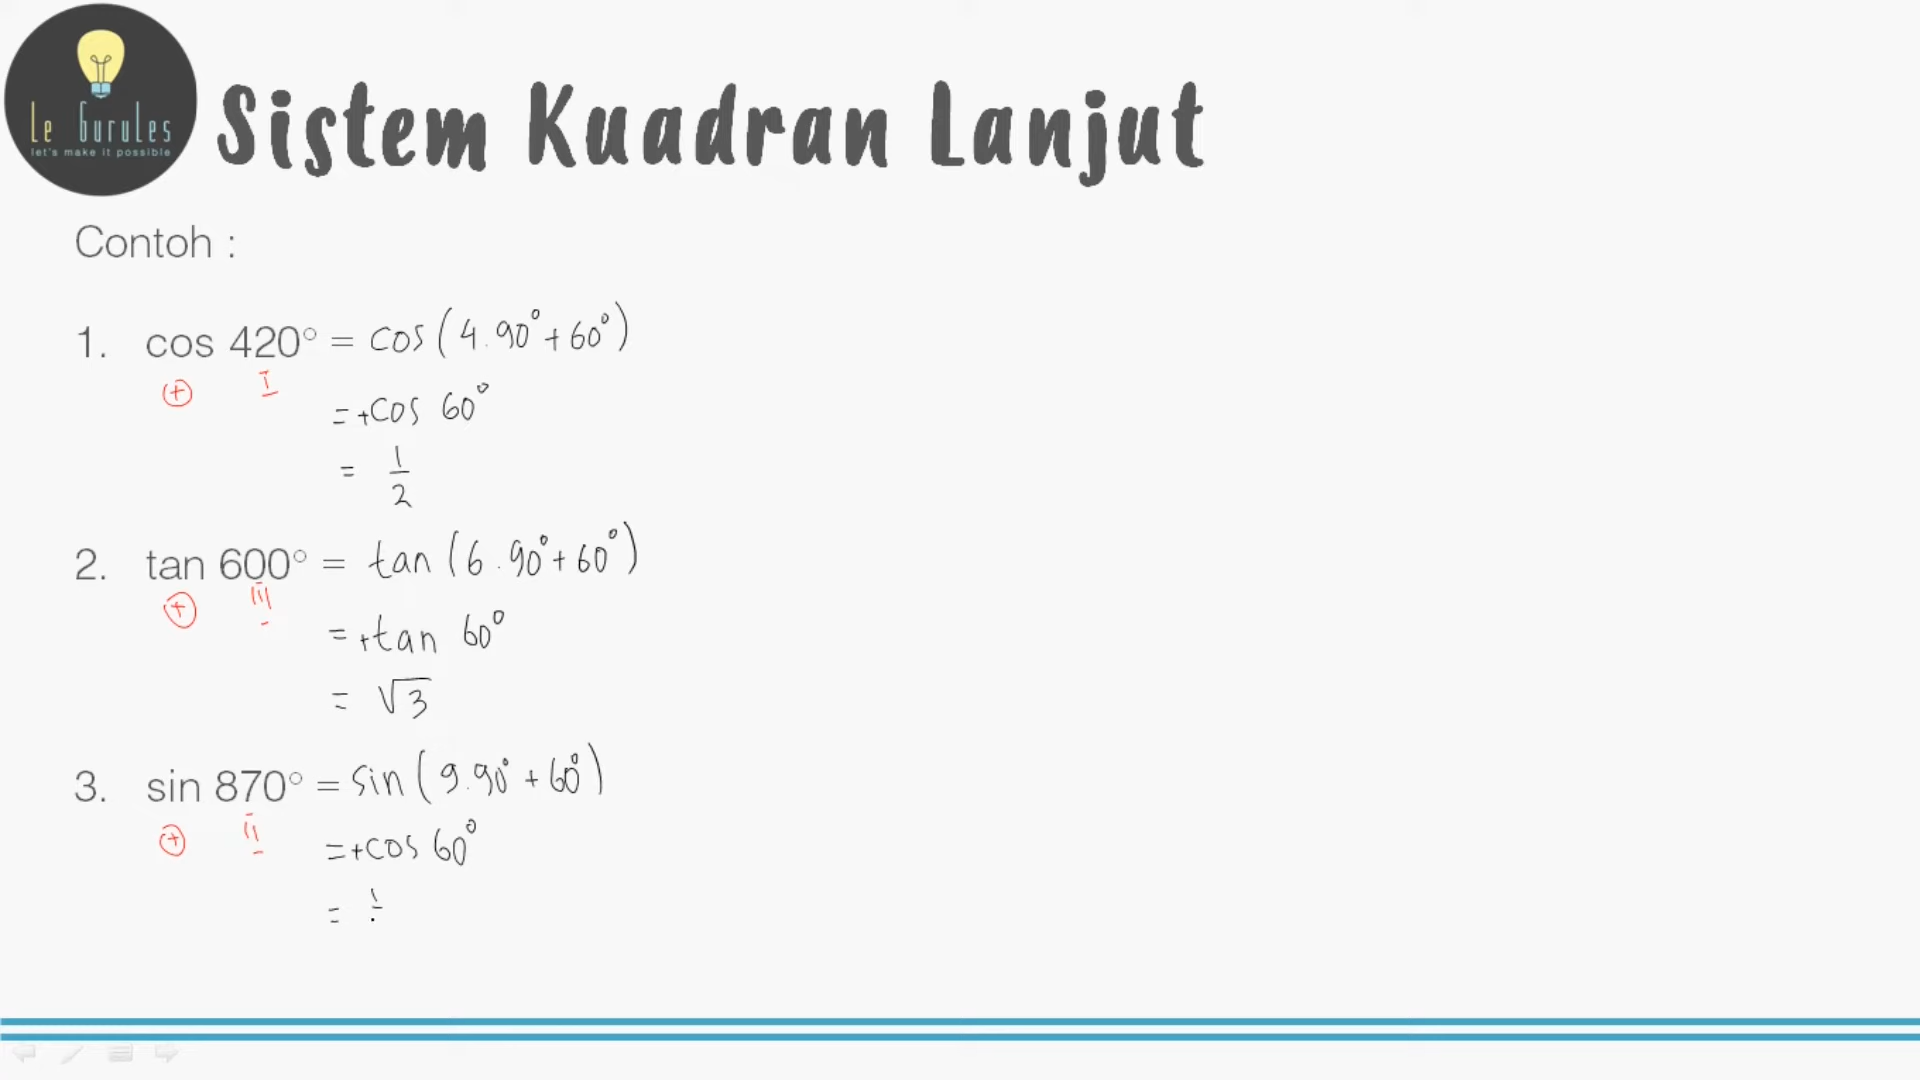 Le Gurules
let's make it possible
Sistem Kuadran Lanjut
Contoh :
1. cos 420° = cos (4.90° + 60°)
+ I
= +cos 60°
= 1/2
2. tan 600° = tan (6.90° + 60°)
+ III
= +tan 60°
= √3
3. sin 870° = sin (9.90° + 60°)
+ II
= +cos 60°
= 1